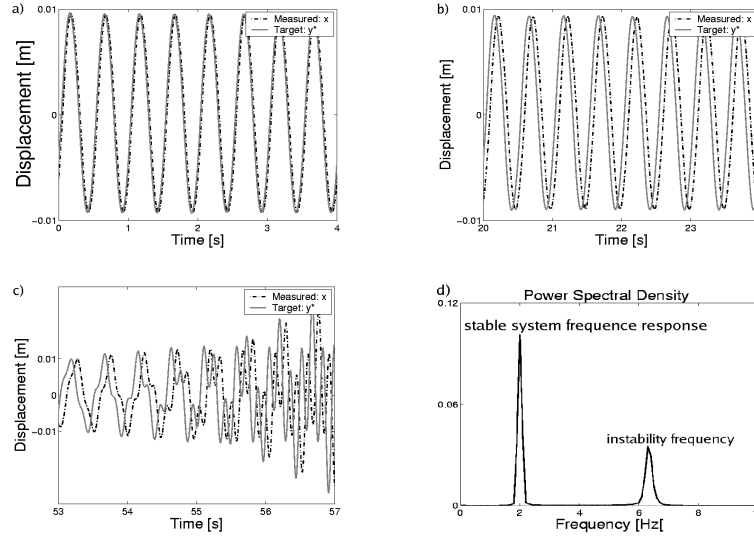 a)
0.01
0
−0.01
Displacement [m]
0
1
2
3
4
Time [s]
Measured: x
Target: y*
b)
0.01
0
−0.01
Displacement [m]
20
21
22
23
Time [s]
Measured: x
Target: y*
c)
0.01
0
−0.01
Displacement [m]
53
54
55
56
57
Time [s]
Measured: x
Target: y*
d)
Power Spectral Density
0.12
0.06
0
stable system frequence response
instability frequency
0
2
4
6
8
Frequency [Hz[